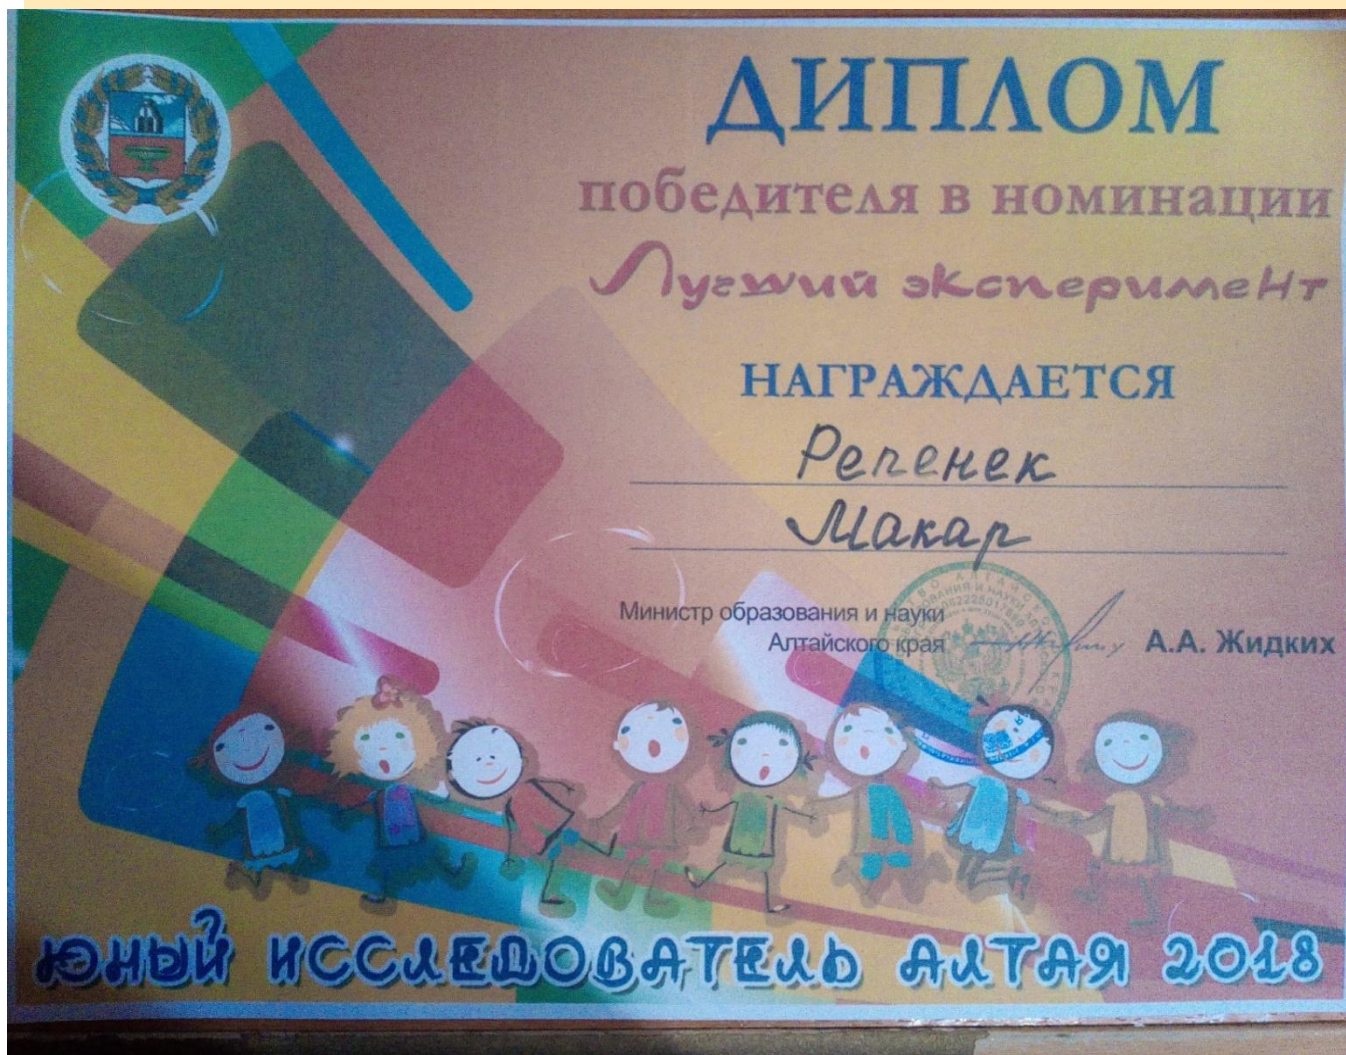 ДИПЛОМ
победителя в номинации
Лучший эксперимент
НАГРАЖДАЕТСЯ
Репенек
Макар
Министр образования и науки
Алтайского края
А.А. Жидких
ЮНЫЙ ИССЛЕДОВАТЕЛЬ АЛТАЯ 2018